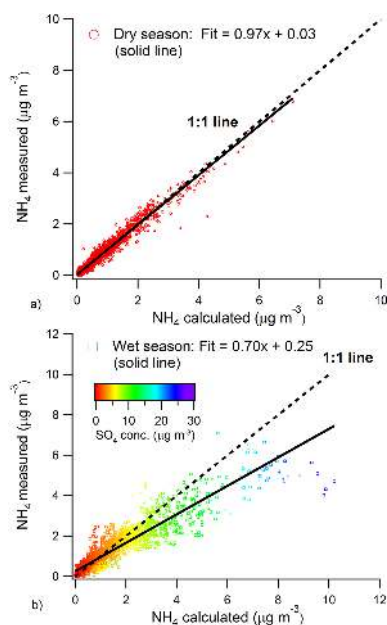 Dry season: Fit = 0.97x + 0.03
(solid line)
1:1 line
NH4 measured (µg m-3)
10
8
6
4
2
0
0 2 4 6 8 10
a)
NH4 calculated (µg m-3)
Wet season: Fit = 0.70x + 0.25
(solid line)
1:1 line
0 10 20 30
SO4 conc. (µg m-3)
NH4 measured (µg m-3)
12
10
8
6
4
2
0
0 2 4 6 8 10 12
b)
NH4 calculated (µg m-3)